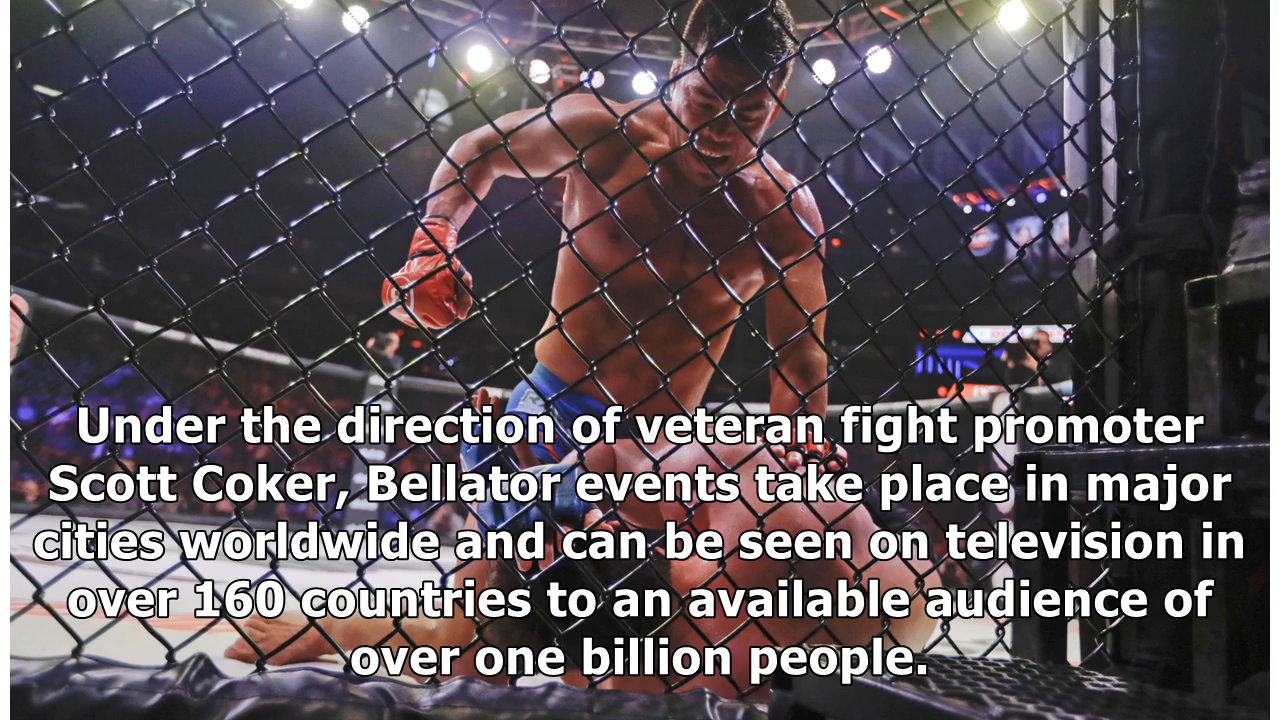 Under the direction of veteran fight promoter
Scott Coker, Bellator events take place in major
cities worldwide and can be seen on television in
over 160 countries to an available audience of
over one billion people.